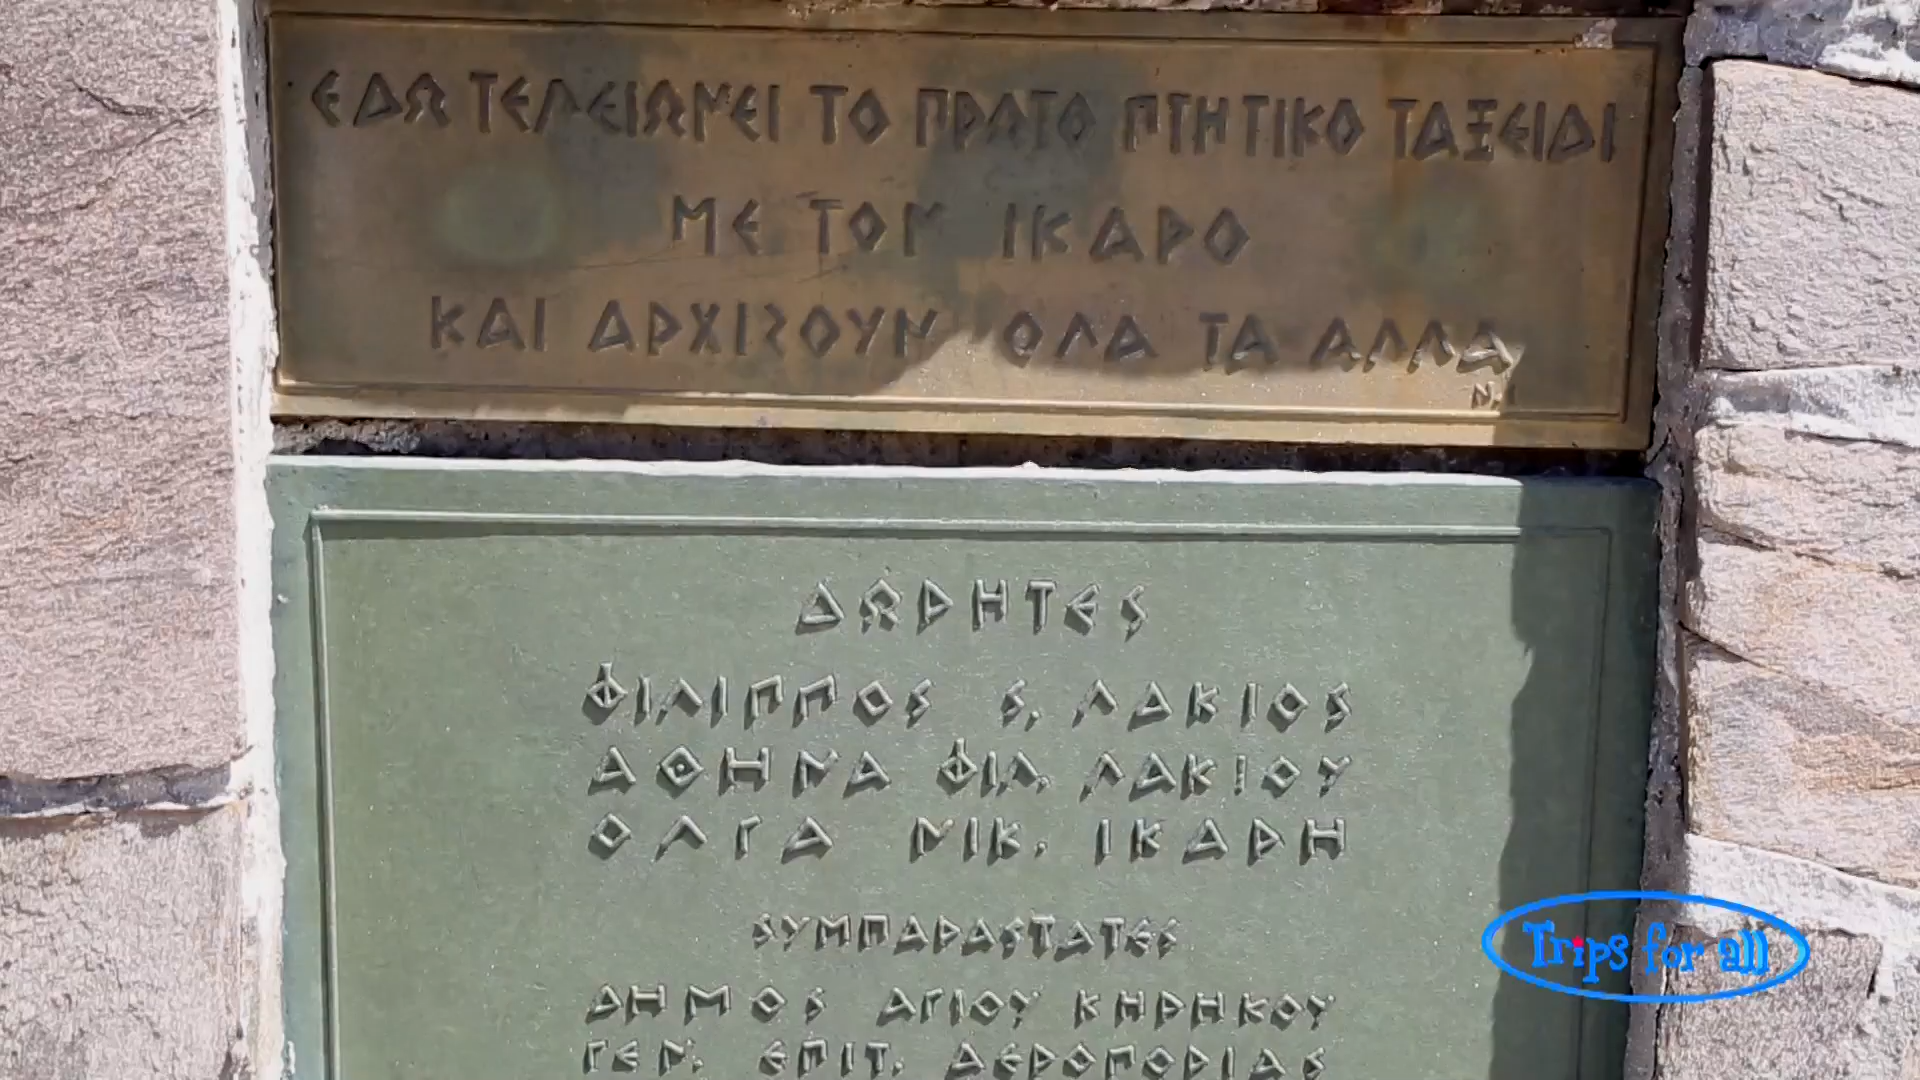 ΕΔΩ ΤΕΛΕΙΩΝΕΙ ΤΟ ΠΡΩΤΟ ΠΤΗΤΙΚΟ ΤΑΞΕΙΔΙ
ΜΕ ΤΟΝ ΙΚΑΡΟ
ΚΑΙ ΑΡΧΙΖΟΥΝ ΟΛΑ ΤΑ ΑΛΛΑ
Ν. Ι
ΔΩΡΗΤΕΣ
ΦΙΛΙΠΠΟΣ Σ. ΛΑΚΙΟΣ
ΑΘΗΝΑ ΦΙΛ. ΛΑΚΙΟΥ
ΟΛΓΑ ΝΙΚ. ΙΚΑΡΗ
ΣΥΜΠΑΡΑΣΤΑΤΕΣ
ΔΗΜΟΣ ΑΓΙΟΥ ΚΗΡΗΚΟΥ
ΓΕΝ. ΕΠΙΤ. ΑΕΡΟΠΟΡΙΑΣ
Trips for all